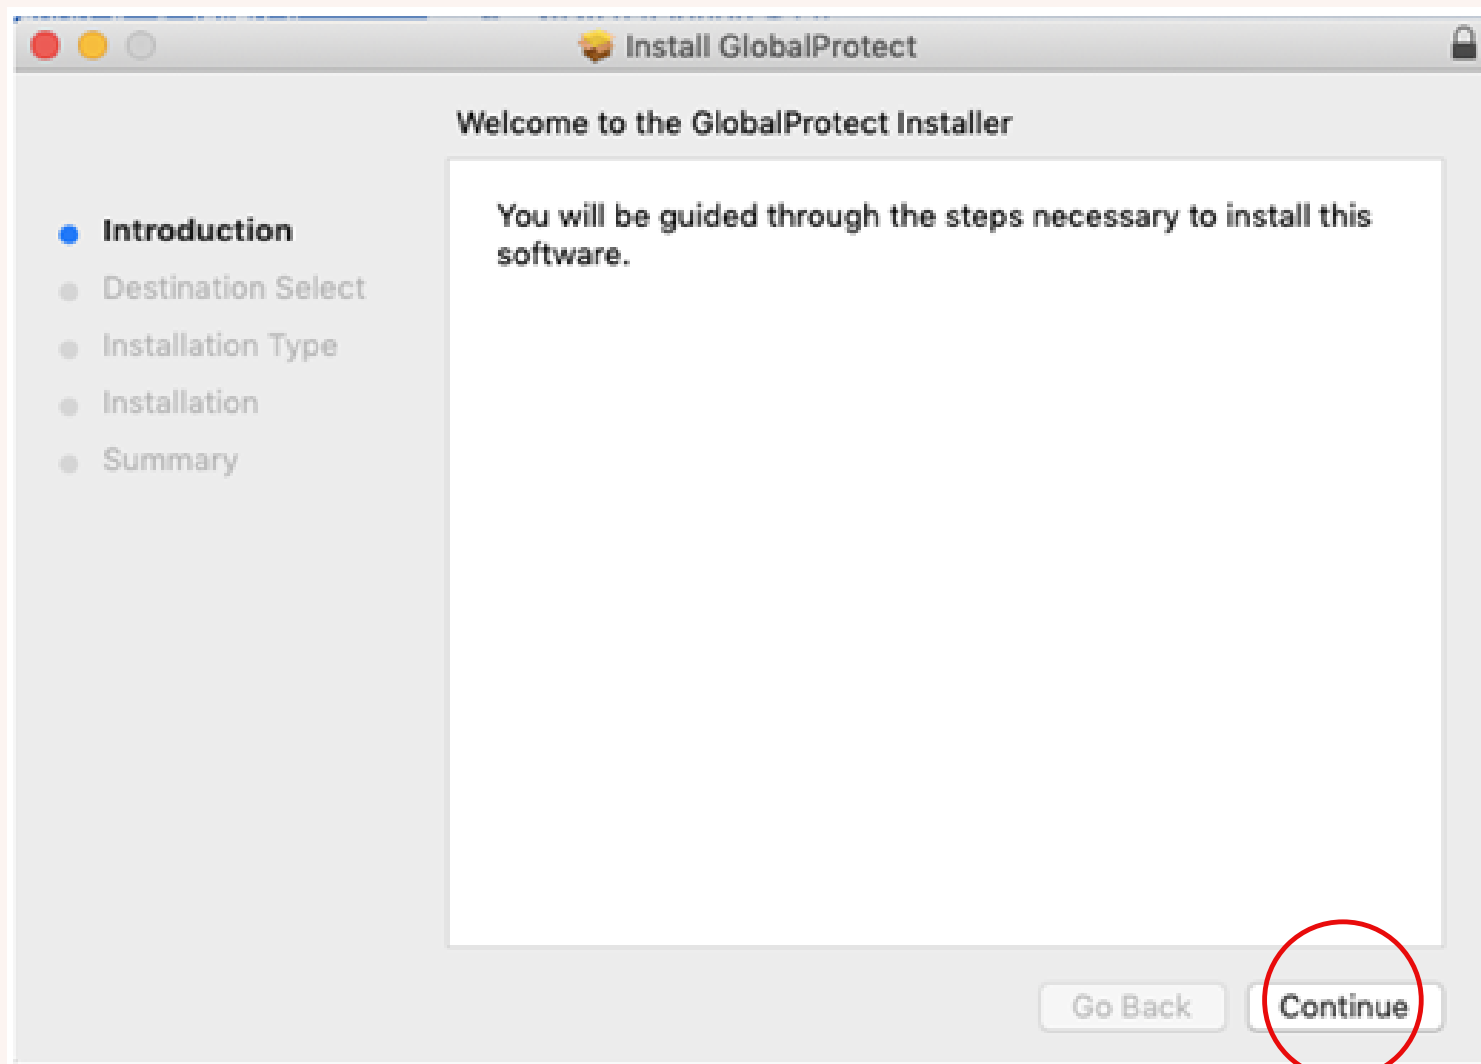 Install GlobalProtect
Welcome to the GlobalProtect Installer
Introduction
Destination Select
Installation Type
Installation
Summary
You will be guided through the steps necessary to install this
software.
Go Back
Continue